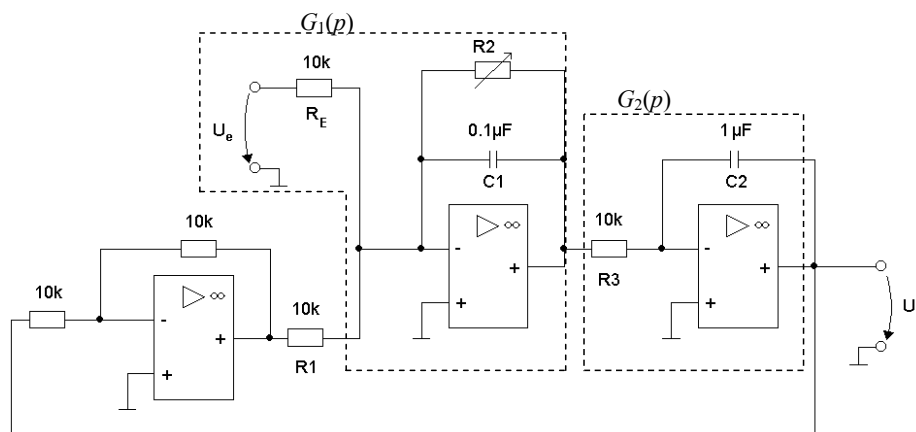 G₁(p)
R2
10k
R_E
U_e
0.1µF
C1
G₂(p)
1µF
C2
▷ ∞
-
+
+
10k
R3
▷ ∞
-
+
+
10k
10k
▷ ∞
-
+
+
10k
R1
U